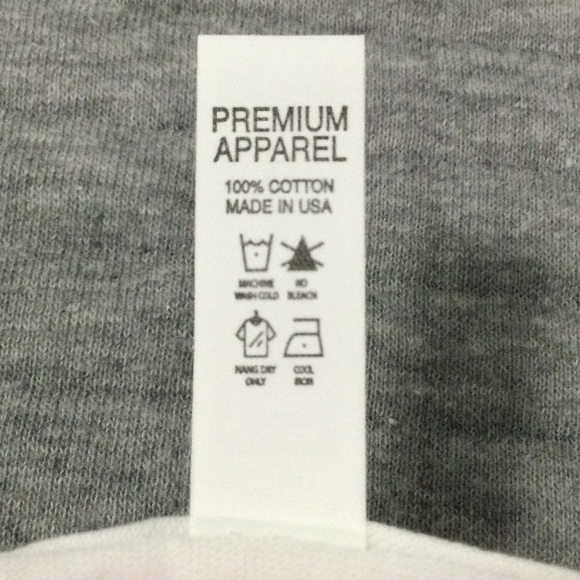 PREMIUM
APPAREL
100% COTTON
MADE IN USA
MACHINE
WASH COLD
NO
BLEACH
HANG DRY
ONLY
COOL
IRON